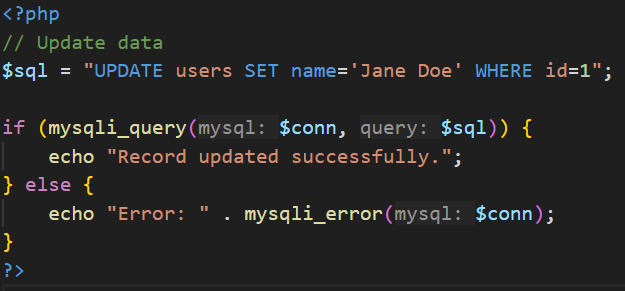 <?php
// Update data
$sql = "UPDATE users SET name='Jane Doe' WHERE id=1";
if (mysqli_query(mysql: $conn, query: $sql)) {
echo "Record updated successfully.";
} else {
echo "Error: " . mysqli_error(mysql: $conn);
}
?>